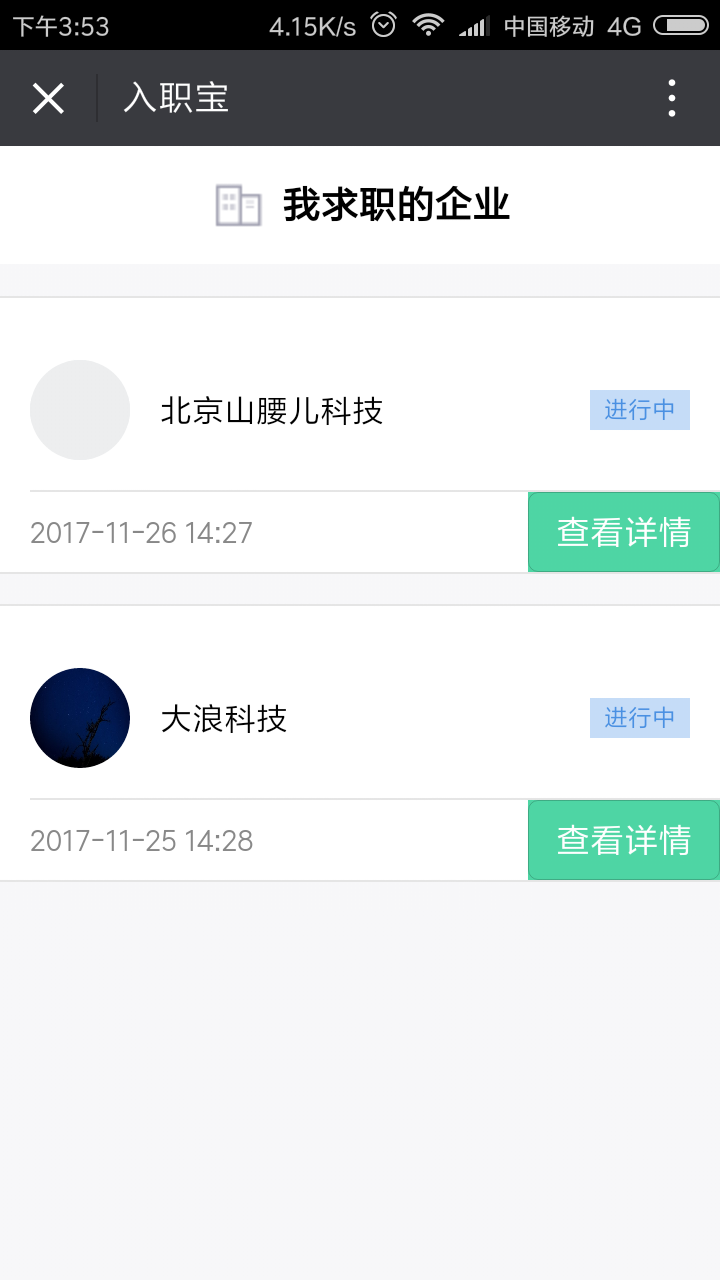 下午3:53 4.15K/s 中国移动 4G
入职宝
我求职的企业
北京山腰儿科技 进行中
2017-11-26 14:27 查看详情
大浪科技 进行中
2017-11-25 14:28 查看详情